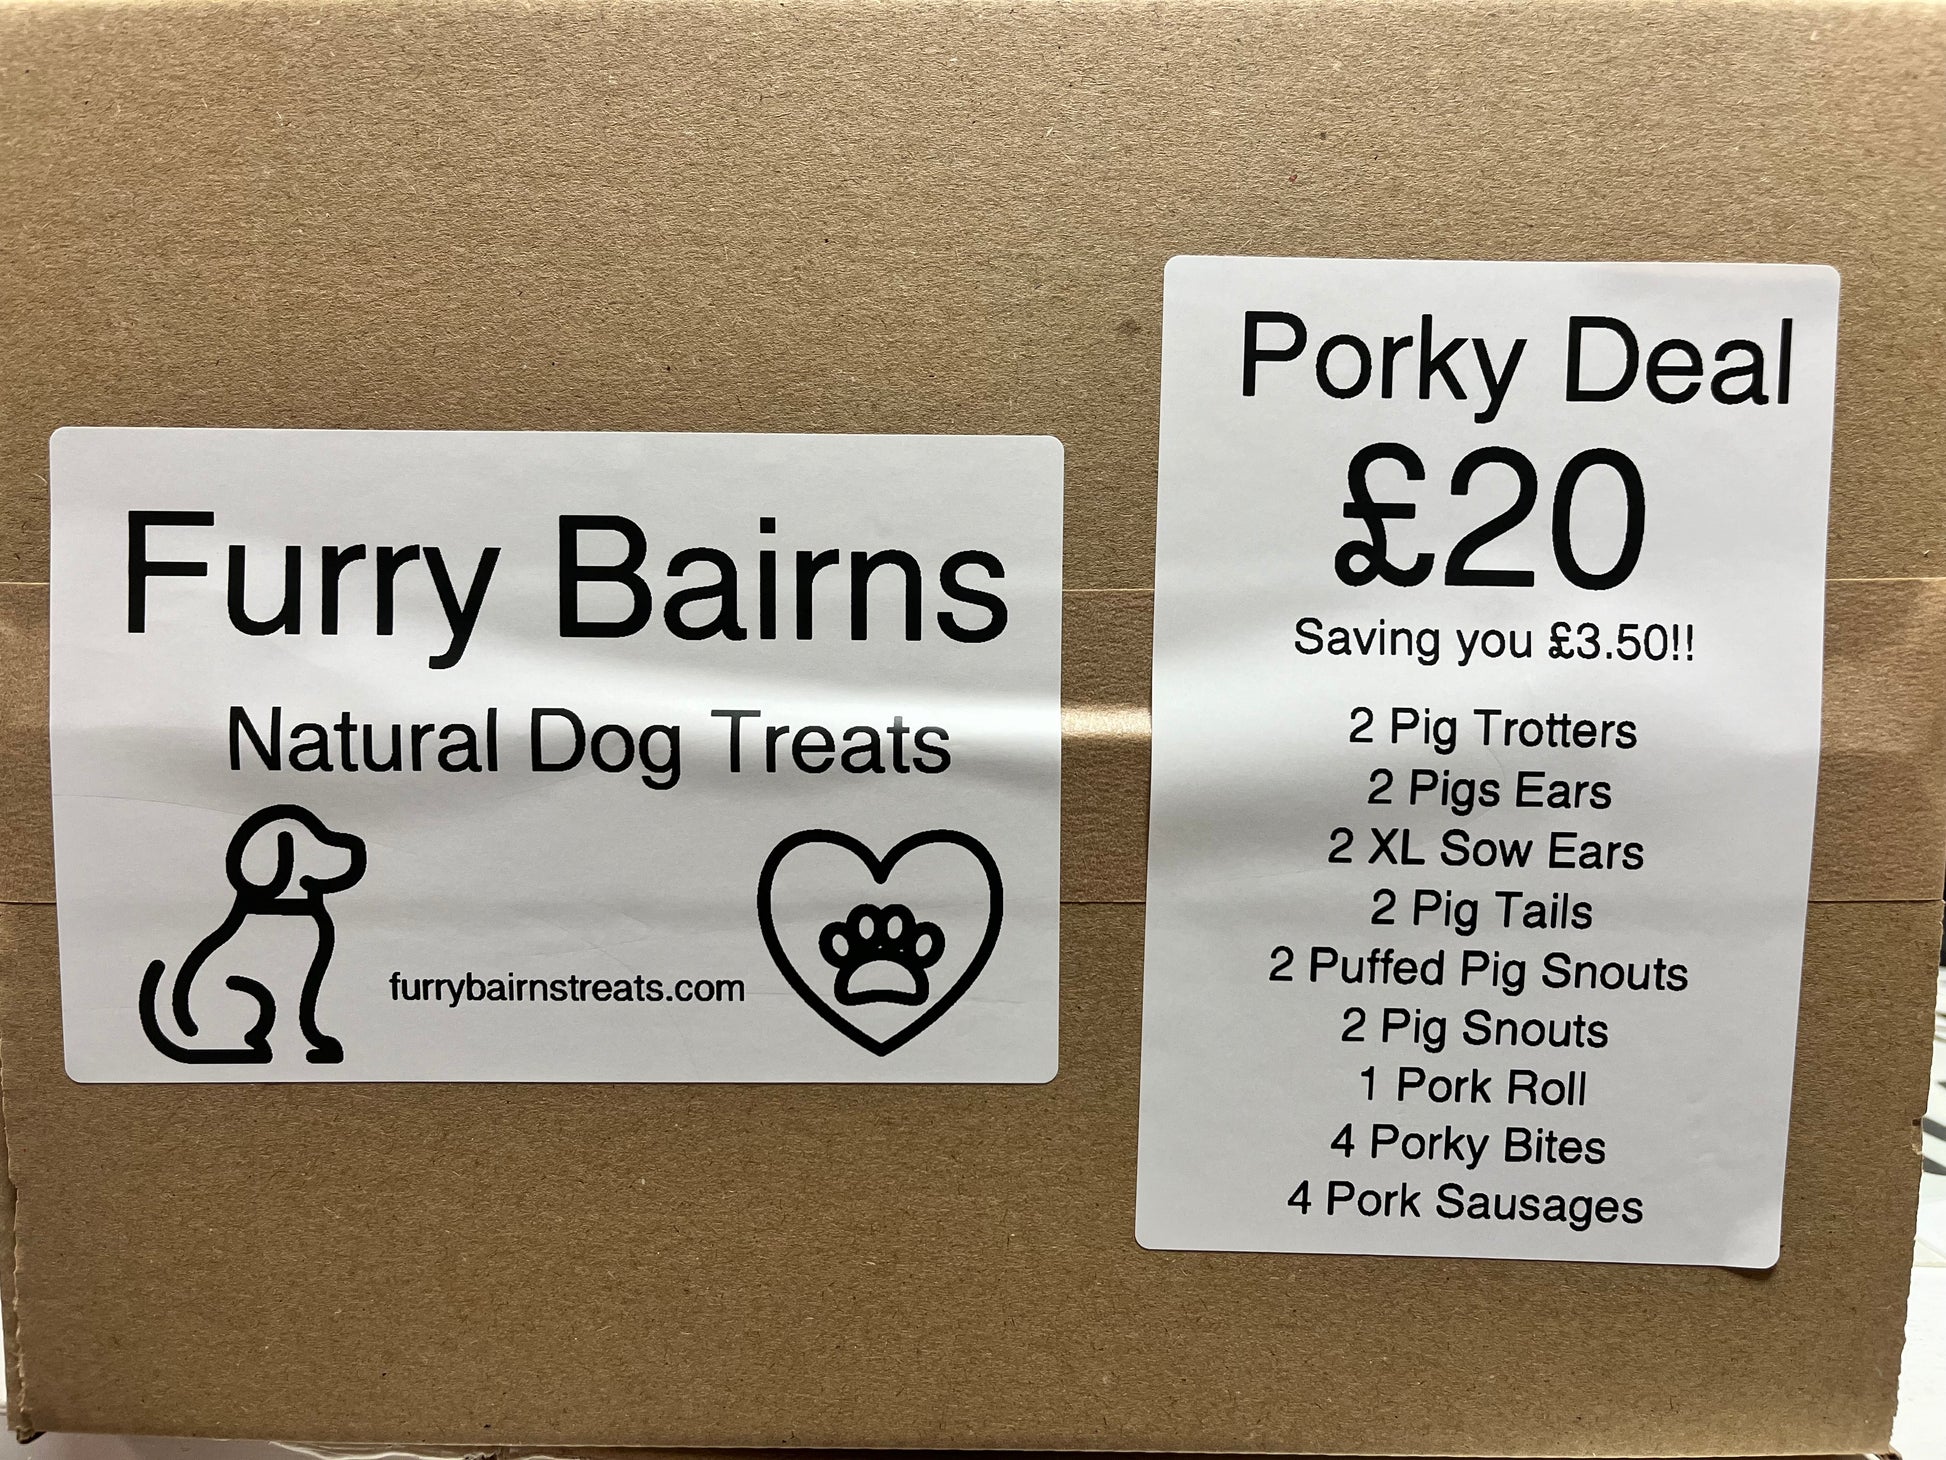 Furry Bairns
Natural Dog Treats
furrybairnstreats.com
Porky Deal
£20
Saving you £3.50!!
2 Pig Trotters
2 Pigs Ears
2 XL Sow Ears
2 Pig Tails
2 Puffed Pig Snouts
2 Pig Snouts
1 Pork Roll
4 Porky Bites
4 Pork Sausages